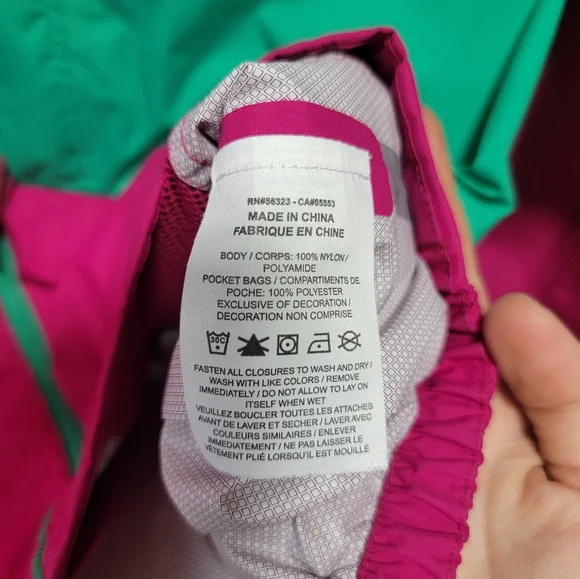 RN#56323 - CA#05553
MADE IN CHINA
FABRIQUE EN CHINE
BODY / CORPS: 100% NYLON /
POLYAMIDE
POCKET BAGS / COMPARTIMENTS DE
POCHE: 100% POLYESTER
EXCLUSIVE OF DECORATION /
DECORATION NON COMPRISE
30C
FASTEN ALL CLOSURES TO WASH AND DRY /
WASH WITH LIKE COLORS / REMOVE
IMMEDIATELY / DO NOT ALLOW TO LAY ON
ITSELF WHEN WET
VEUILLEZ BOUCLER TOUTES LES ATTACHES
AVANT DE LAVER ET SECHER / LAVER AVEC
COULEURS SIMILAIRES / ENLEVER
IMMEDIATEMENT / NE PAS LAISSER LE
VETEMENT PLIÉ LORSQU'IL EST MOUILLÉ